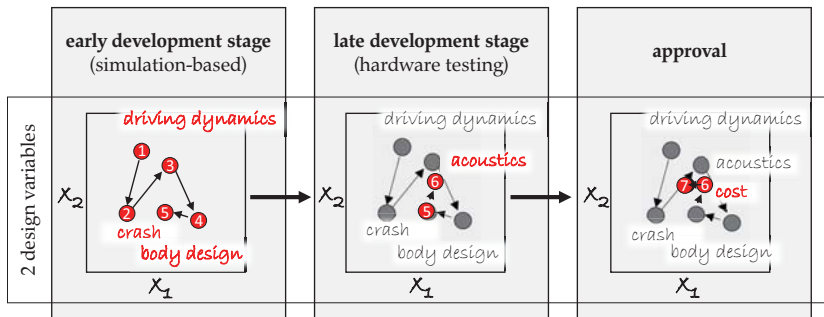 early development stage
(simulation-based)
late development stage
(hardware testing)
approval
2 design variables
driving dynamics
1
3
2
5
4
crash
body design
X2
X1
driving dynamics
acoustics
6
5
crash
body design
X2
X1
driving dynamics
acoustics
7
6
cost
crash
body design
X2
X1